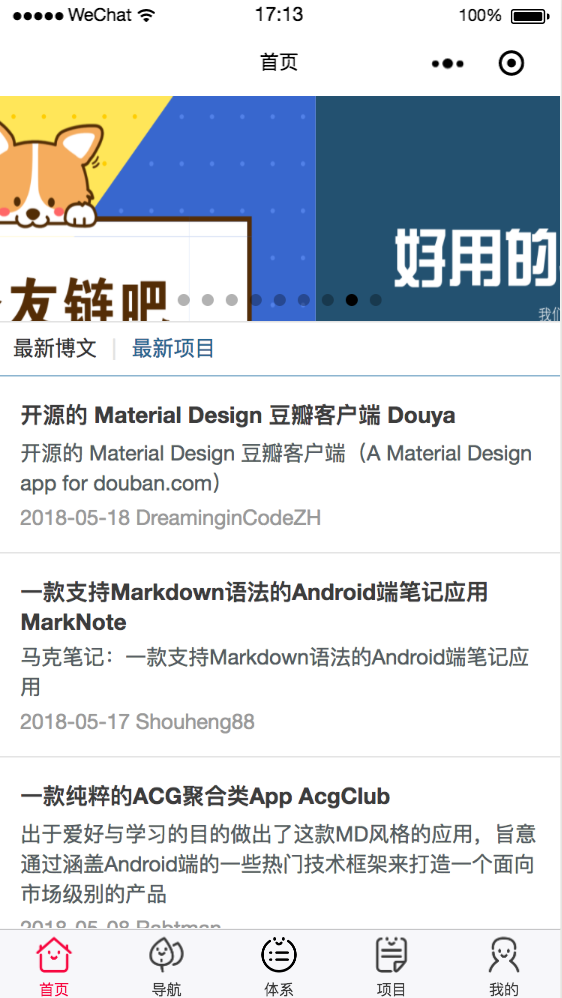 WeChat 17:13 100%
首页
友链吧
好用的
我们
最新博文 | 最新项目
开源的 Material Design 豆瓣客户端 Douya
开源的 Material Design 豆瓣客户端（A Material Design
app for douban.com）
2018-05-18 DreaminginCodeZH
一款支持Markdown语法的Android端笔记应用
MarkNote
马克笔记：一款支持Markdown语法的Android端笔记应
用
2018-05-17 Shouheng88
一款纯粹的ACG聚合类App AcgClub
出于爱好与学习的目的做出了这款MD风格的应用，旨意
通过涵盖Android端的一些热门技术框架来打造一个面向
市场级别的产品
2018-05-08 Rabtman
首页 导航 体系 项目 我的